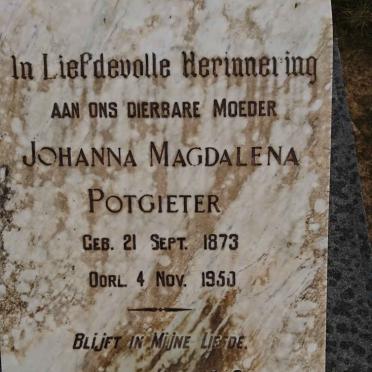 In Liefdevolle Herinnering
AAN ONS DIERBARE MOEDER
JOHANNA MAGDALENA
POTGIETER
GEB. 21 SEPT. 1873
OORL. 4 NOV. 1950
BLIJFT IN MIJNE LIEFDE.